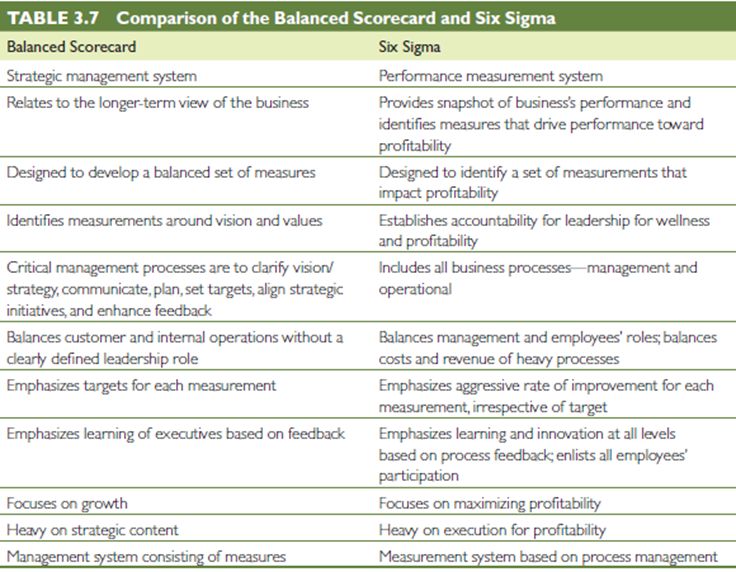 TABLE 3.7 Comparison of the Balanced Scorecard and Six Sigma
Balanced Scorecard Six Sigma
Strategic management system Performance measurement system
Relates to the longer-term view of the business Provides snapshot of business's performance and
identifies measures that drive performance toward
profitability
Designed to develop a balanced set of measures Designed to identify a set of measurements that
impact profitability
Identifies measurements around vision and values Establishes accountability for leadership for wellness
and profitability
Critical management processes are to clarify vision/ Includes all business processes—management and
strategy, communicate, plan, set targets, align strategic operational
initiatives, and enhance feedback
Balances customer and internal operations without a Balances management and employees' roles; balances
clearly defined leadership role costs and revenue of heavy processes
Emphasizes targets for each measurement Emphasizes aggressive rate of improvement for each
measurement, irrespective of target
Emphasizes learning of executives based on feedback Emphasizes learning and innovation at all levels
based on process feedback; enlists all employees'
participation
Focuses on growth Focuses on maximizing profitability
Heavy on strategic content Heavy on execution for profitability
Management system consisting of measures Measurement system based on process management